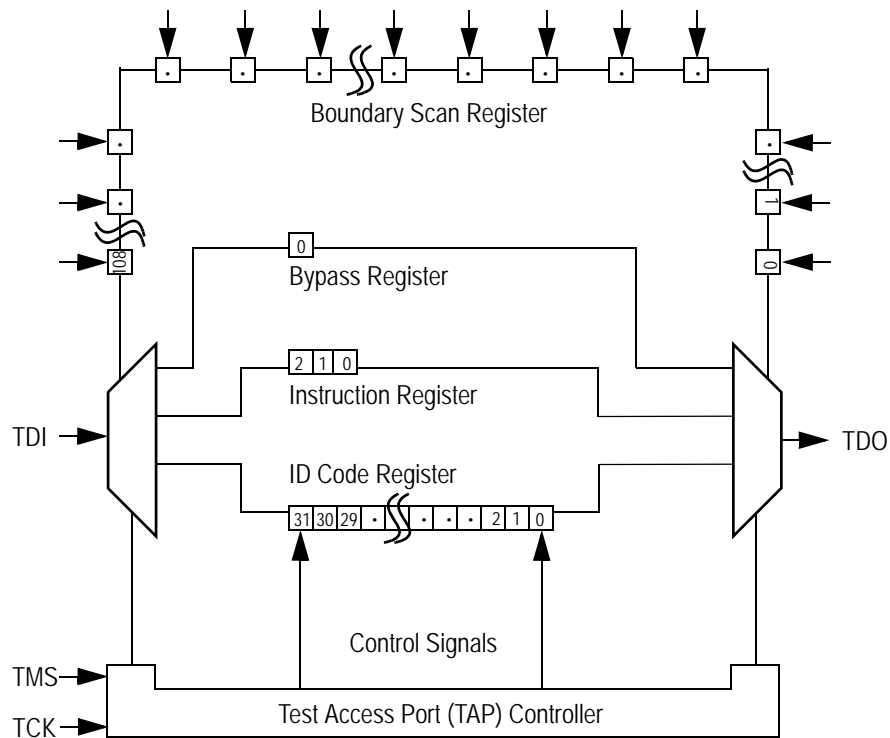 Boundary Scan Register
1
108
0
0
Bypass Register
2 1 0
Instruction Register
TDI
TDO
ID Code Register
31 30 29 · · · · · 2 1 0
Control Signals
TMS
Test Access Port (TAP) Controller
TCK